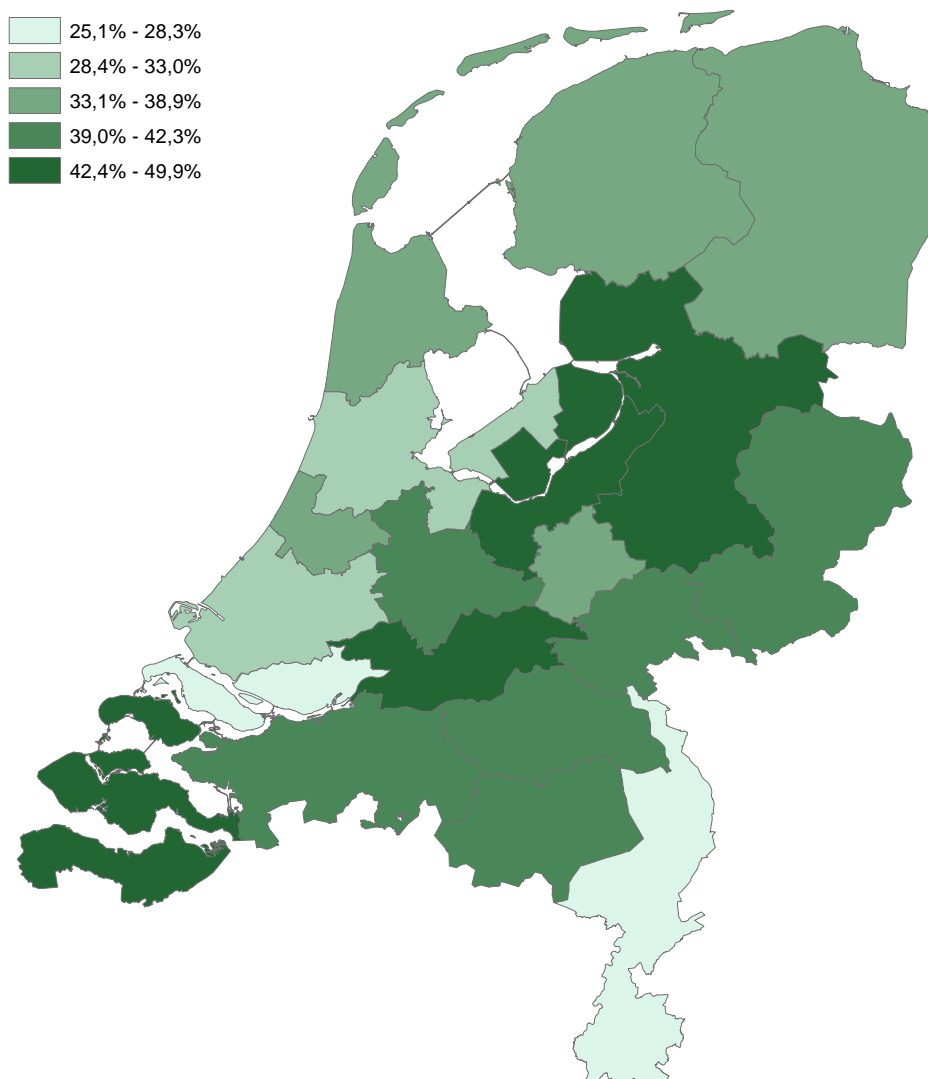 25,1% - 28,3%
28,4% - 33,0%
33,1% - 38,9%
39,0% - 42,3%
42,4% - 49,9%